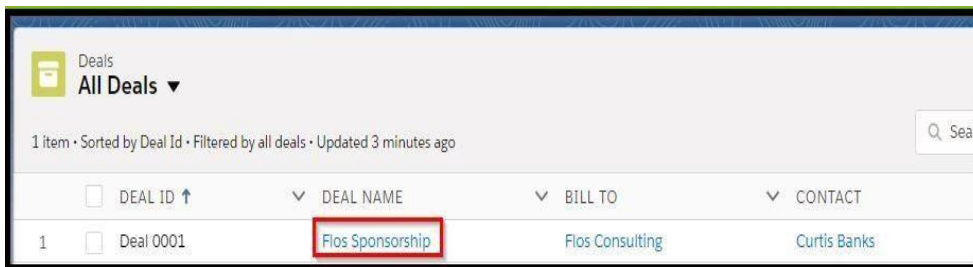 Deals
All Deals ▼
1 item • Sorted by Deal Id • Filtered by all deals • Updated 3 minutes ago
Sea
DEAL ID ↑ DEAL NAME BILL TO CONTACT
1 Deal 0001 Flos Sponsorship Flos Consulting Curtis Banks